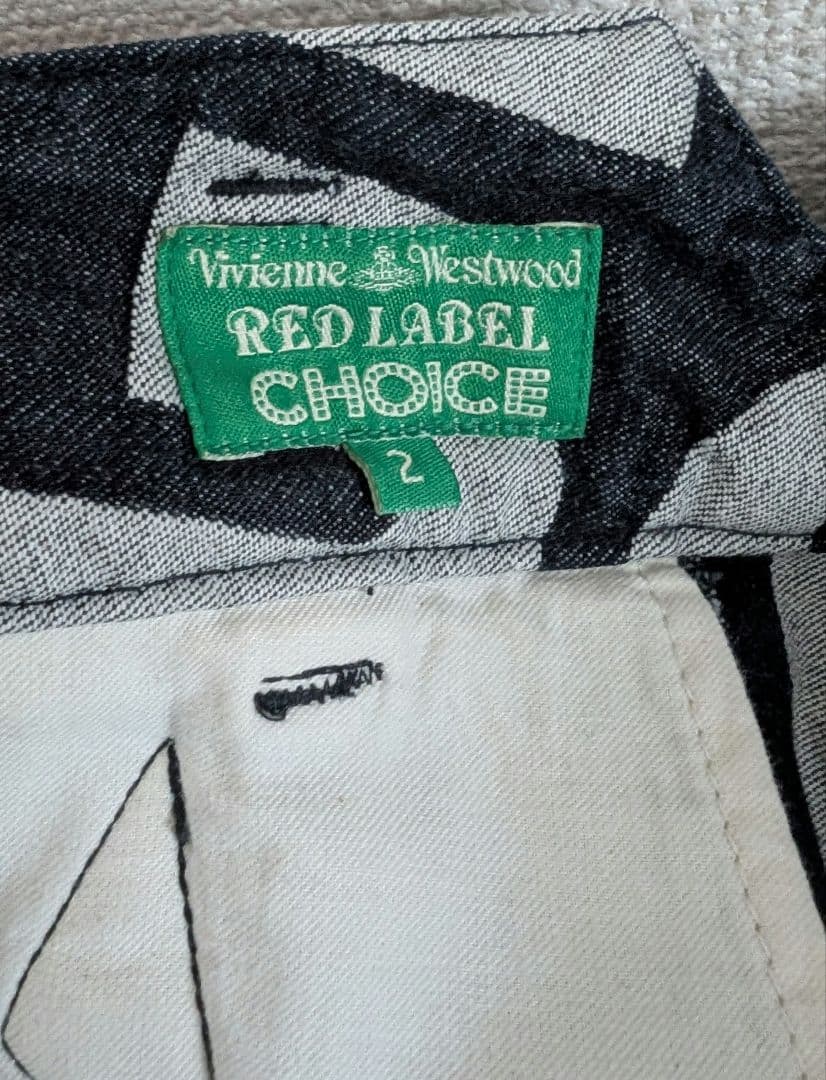 Vivienne Westwood
RED LABEL
CHOICE
2